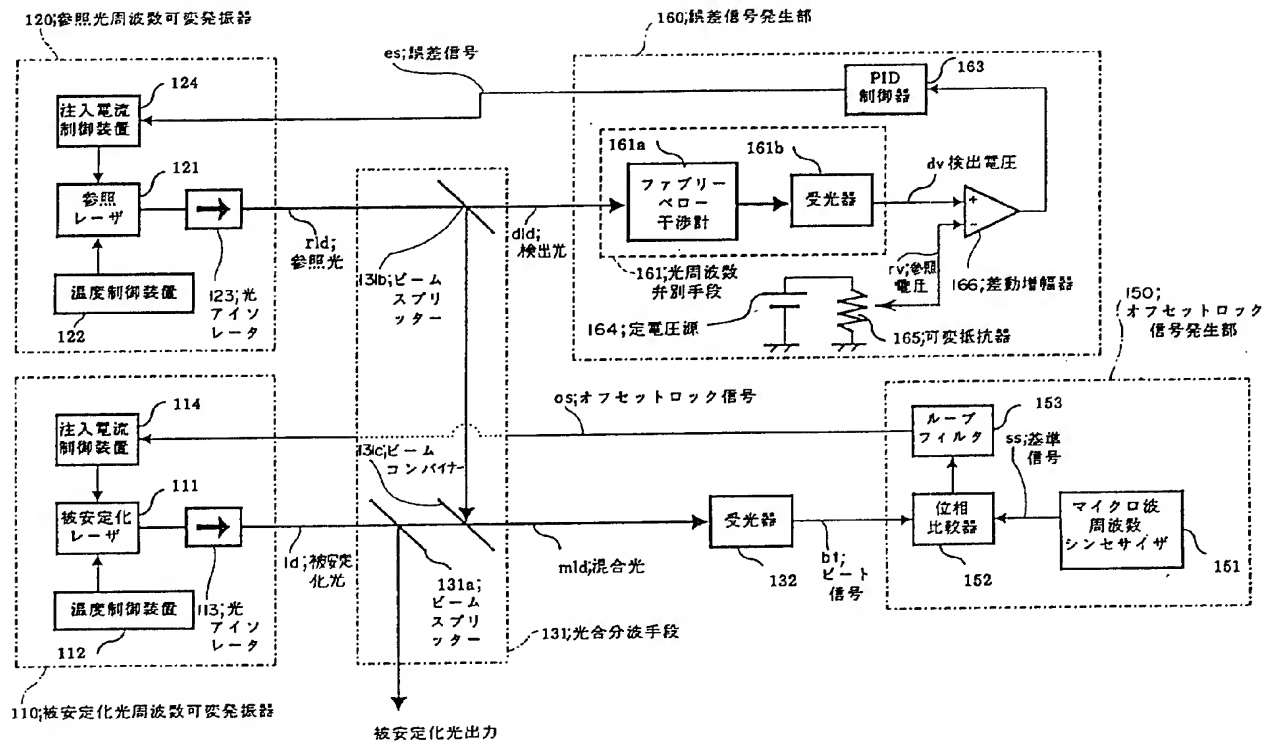 120;参照光周波数可変発振器
160;誤差信号発生部
es;誤差信号
124
注入電流
制御装置
PID
制御器
163
121
参照
レーザ
161a
ファブリー
ペロー
干渉計
161b
受光器
dv検出電圧
+
-
rld;
参照光
dld;
検出光
温度制御装置
122
123;光
アイソ
レータ
131b;ビーム
スプリ
ッター
161;光周波数
弁別手段
rv;参照
電圧
166;差動増幅器
164;定電圧源
165;可変抵抗器
150;
オフセットロック
信号発生部
os;オフセットロック信号
114
注入電流
制御装置
131c;ビーム
コンバイナー
ループ
フィルタ
153
ss;基準
信号
111
被安定化
レーザ
受光器
132
位相
比較器
152
マイクロ波
周波数
シンセサイザ
151
ld;被安定
化光
mld;混合光
bt;
ビート
信号
温度制御装置
112
113;光
アイソ
レータ
131a;
ビーム
スプリ
ッター
131;光合分波手段
110;被安定化光周波数可変発振器
被安定化光出力